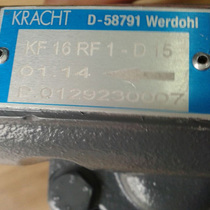 KRACHT D-58791 Werdohl
KF 16 RF 1 - D 15
01.14
P.0129230007